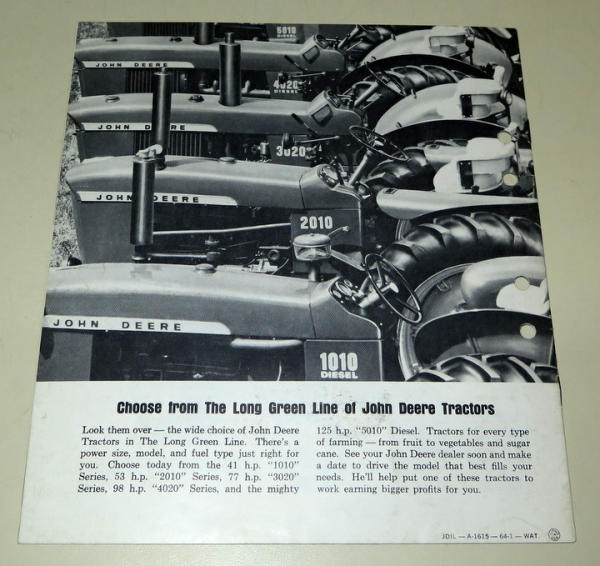 5010
DIESEL
JOHN DEERE
4020
DIESEL
JOHN DEERE
3020
JOHN DEERE
2010
JOHN DEERE
1010
DIESEL
Choose from The Long Green Line of John Deere Tractors
Look them over — the wide choice of John Deere
Tractors in The Long Green Line. There's a
power size, model, and fuel type just right for
you. Choose today from the 41 h.p. "1010"
Series, 53 h.p. "2010" Series, 77 h.p. "3020"
Series, 98 h.p. "4020" Series, and the mighty
125 h.p. "5010" Diesel. Tractors for every type
of farming — from fruit to vegetables and sugar
cane. See your John Deere dealer soon and make
a date to drive the model that best fills your
needs. He'll help put one of these tractors to
work earning bigger profits for you.
JDIL — A-1615 — 64-1 — WAT.